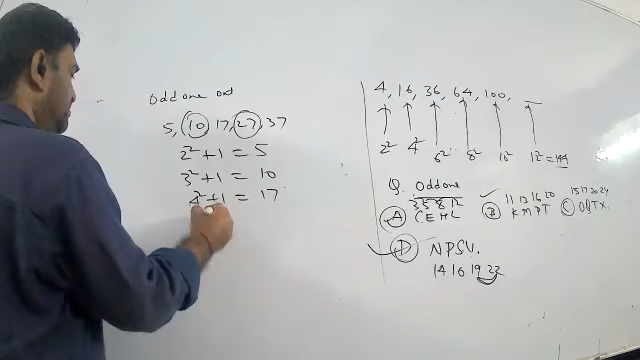 Odd one out
5, 10, 17, 27, 37
2²+1 = 5
3²+1 = 10
4²+1 = 17
4, 16, 36, 64, 100, __
2² 4² 6² 8² 10² 12² = 144
Q. Odd one
3 5 8 12
A CEHL
11 13 16 20
B KMPT
15 17 20 24
C OQTX
D NPSV.
14 16 19 22